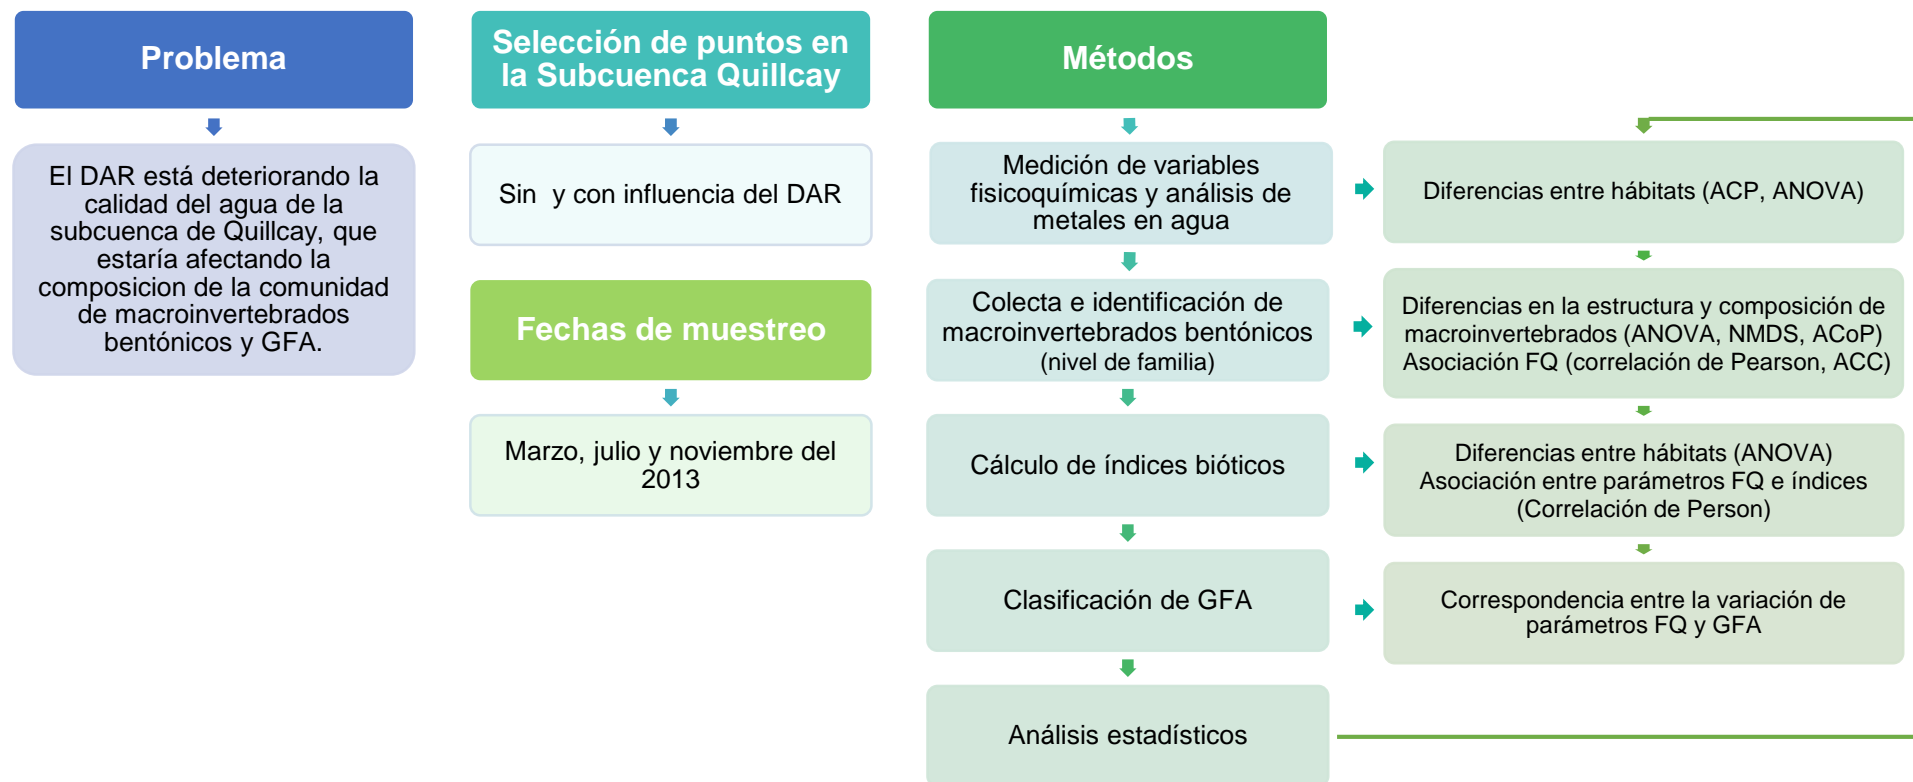 Problema
El DAR está deteriorando la
calidad del agua de la
subcuenca de Quillcay, que
estaría afectando la
composicion de la comunidad
de macroinvertebrados
bentónicos y GFA.
Selección de puntos en
la Subcuenca Quillcay
Sin y con influencia del DAR
Fechas de muestreo
Marzo, julio y noviembre del
2013
Métodos
Medición de variables
fisicoquímicas y análisis de
metales en agua
Colecta e identificación de
macroinvertebrados bentónicos
(nivel de familia)
Cálculo de índices bióticos
Clasificación de GFA
Análisis estadísticos
Diferencias entre hábitats (ACP, ANOVA)
Diferencias en la estructura y composición de
macroinvertebrados (ANOVA, NMDS, ACoP)
Asociación FQ (correlación de Pearson, ACC)
Diferencias entre hábitats (ANOVA)
Asociación entre parámetros FQ e índices
(Correlación de Person)
Correspondencia entre la variación de
parámetros FQ y GFA